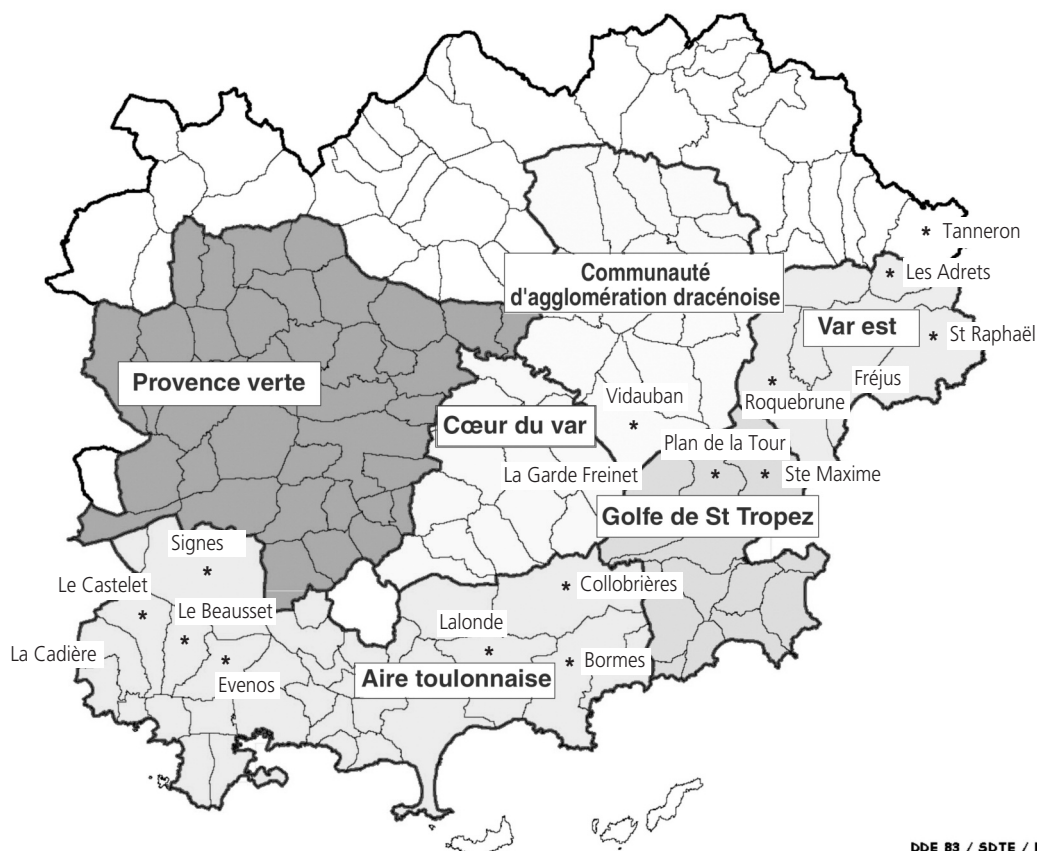 Tanneron
Les Adrets
Communauté
d'agglomération dracénoise
Var est
St Raphaël
Provence verte
Fréjus
Roquebrune
Vidauban
Cœur du var
Plan de la Tour
La Garde Freinet
Ste Maxime
Golfe de St Tropez
Signes
Le Castelet
Collobrières
Le Beausset
Lalonde
La Cadière
Bormes
Evenos
Aire toulonnaise
DDE 83 / SDTE /